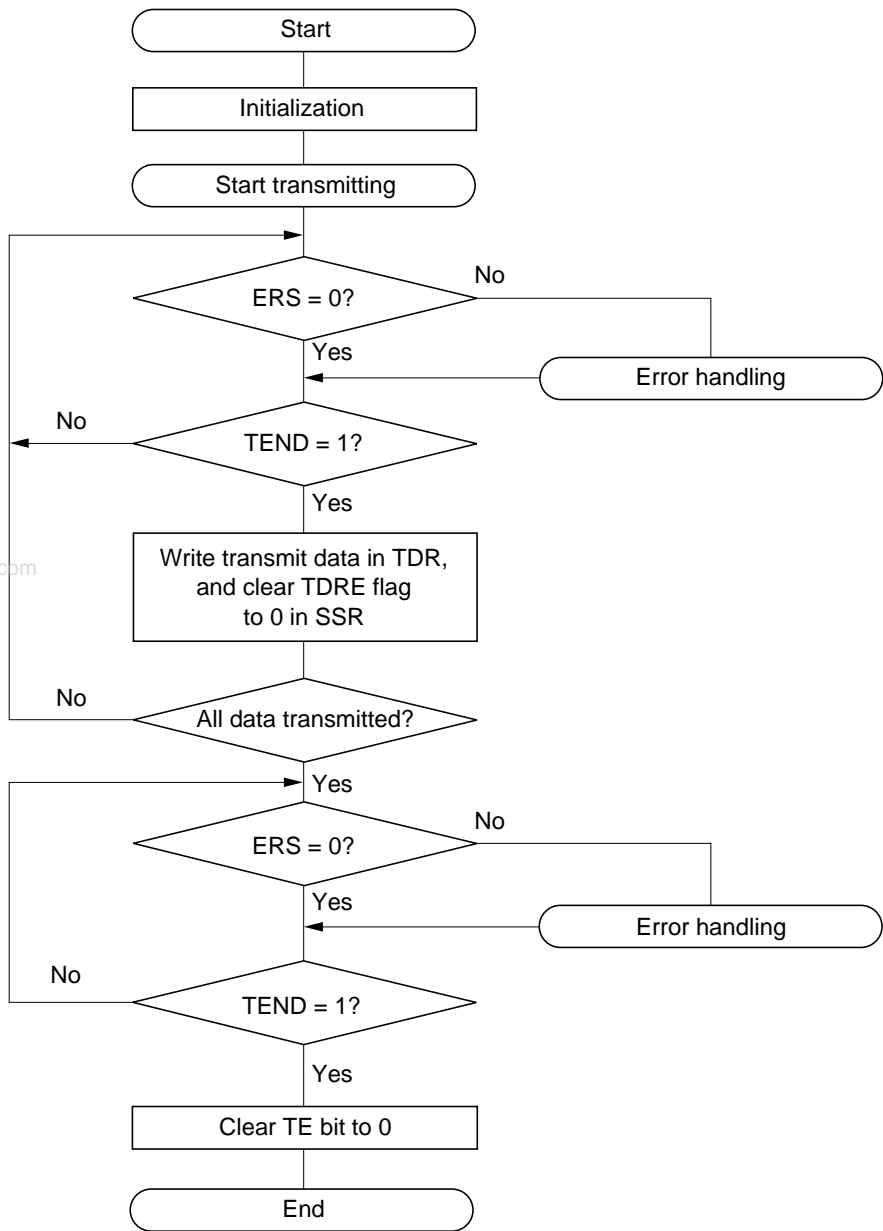 Start
Initialization
Start transmitting
No
ERS = 0?
Yes
Error handling
No
TEND = 1?
Yes
Write transmit data in TDR,
and clear TDRE flag
to 0 in SSR
com
No
All data transmitted?
Yes
No
ERS = 0?
Yes
Error handling
No
TEND = 1?
Yes
Clear TE bit to 0
End